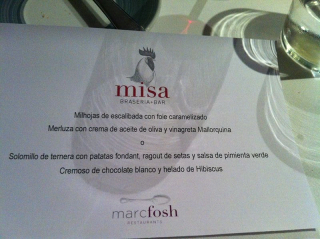 misa
BRASERIA+BAR
Milhojas de escalibada con foie caramelizado
Merluza con crema de aceite de oliva y vinagreta Mallorquina
o
Solomillo de ternera con patatas fondant, ragout de setas y salsa de pimienta verde
Cremoso de chocolate blanco y helado de Hibiscus
marcfosh
RESTAURANTS